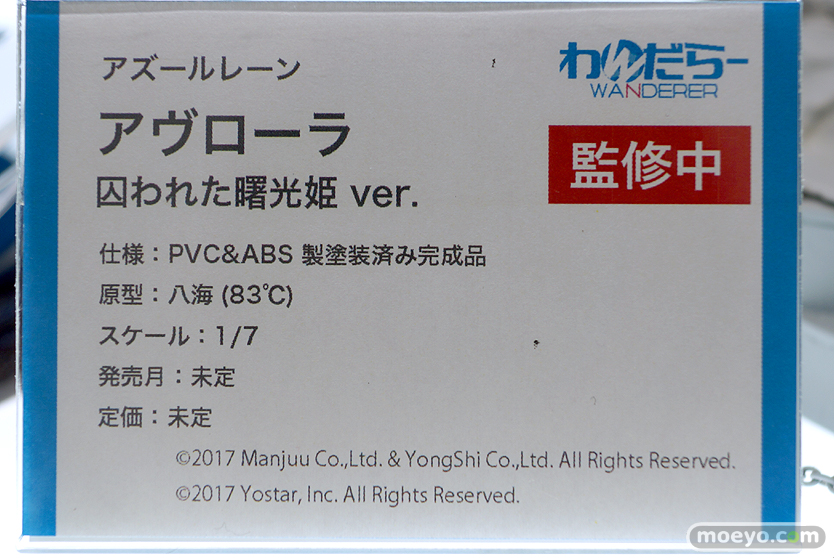 アズールレーン
わんだらー
WANDERER
アヴローラ
監修中
囚われた曙光姫 ver.
仕様：PVC&ABS 製塗装済み完成品
原型：八海 (83℃)
スケール：1/7
発売月：未定
定価：未定
©2017 Manjuu Co.,Ltd. & YongShi Co.,Ltd. All Rights Reserved.
©2017 Yostar, Inc. All Rights Reserved.
moeyo.com